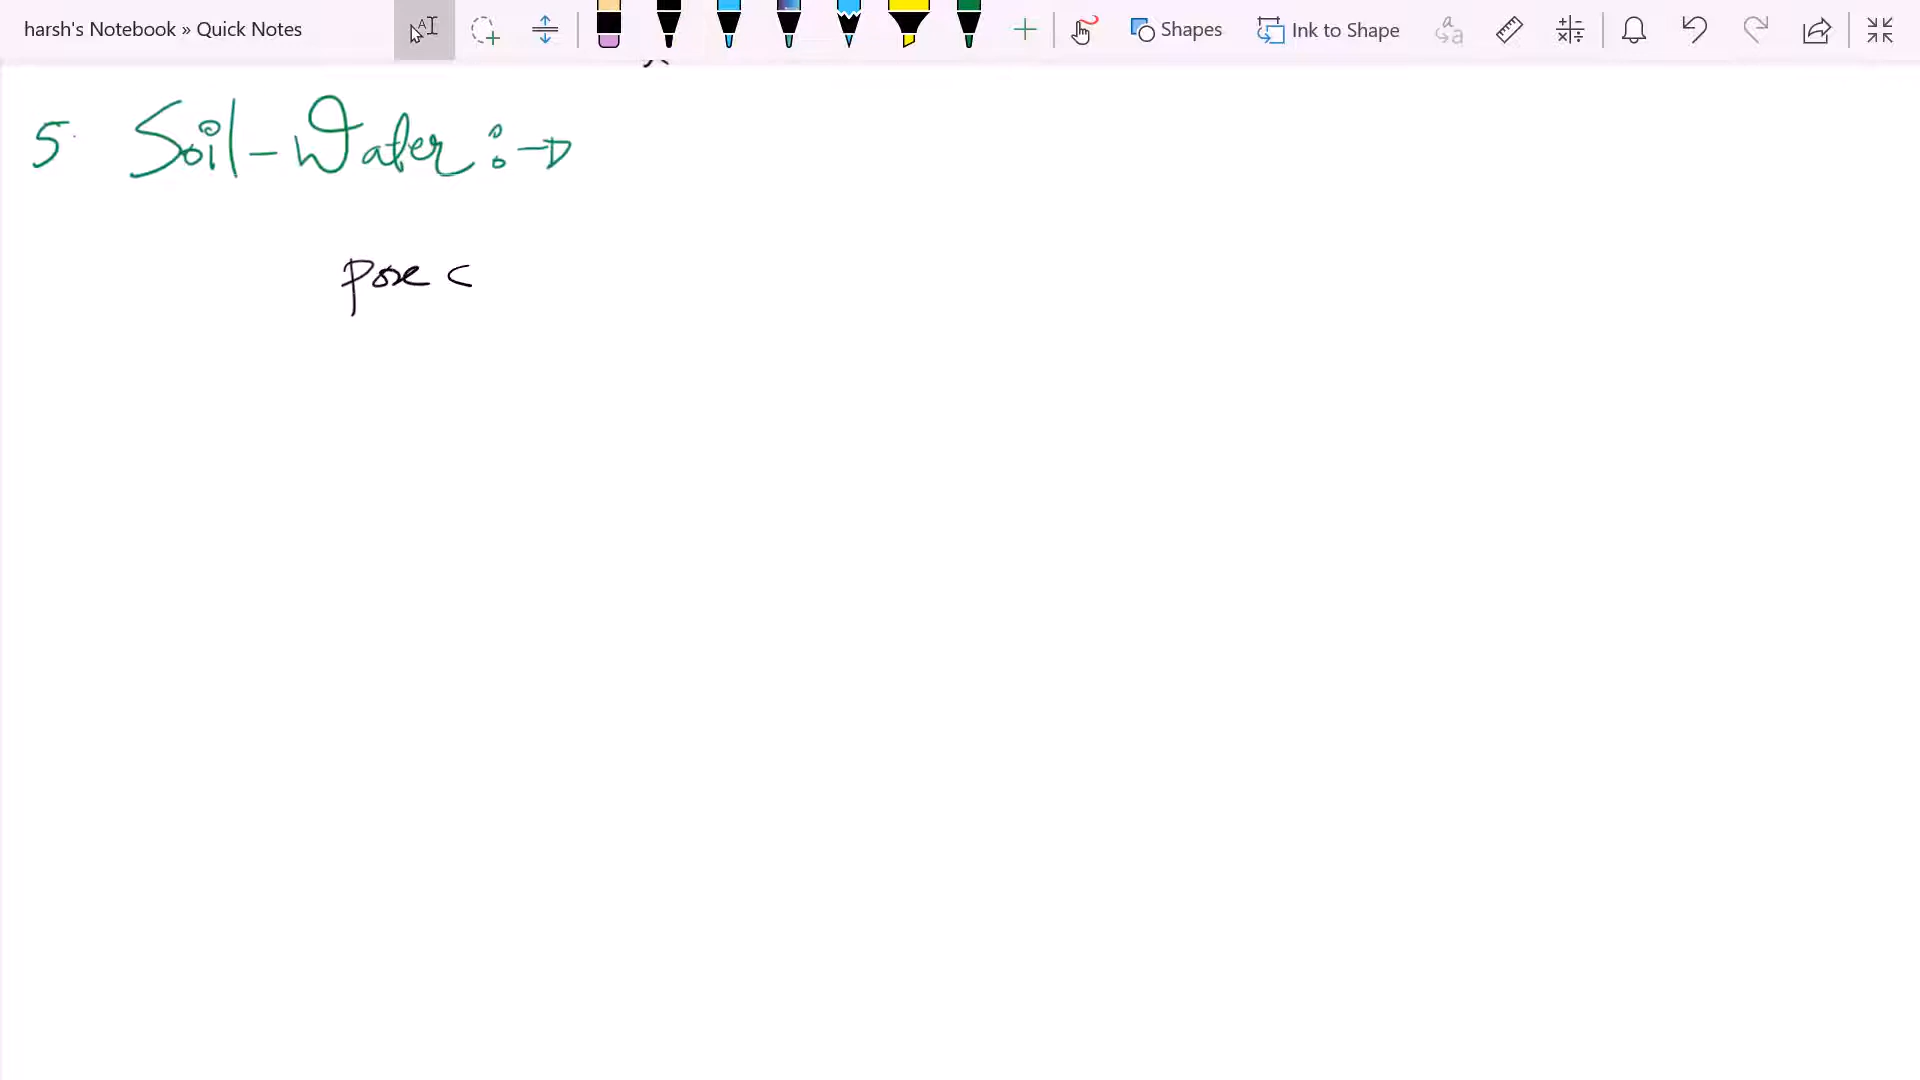 harsh's Notebook » Quick Notes Shapes Ink to Shape
5. Soil-Water :→
pore c